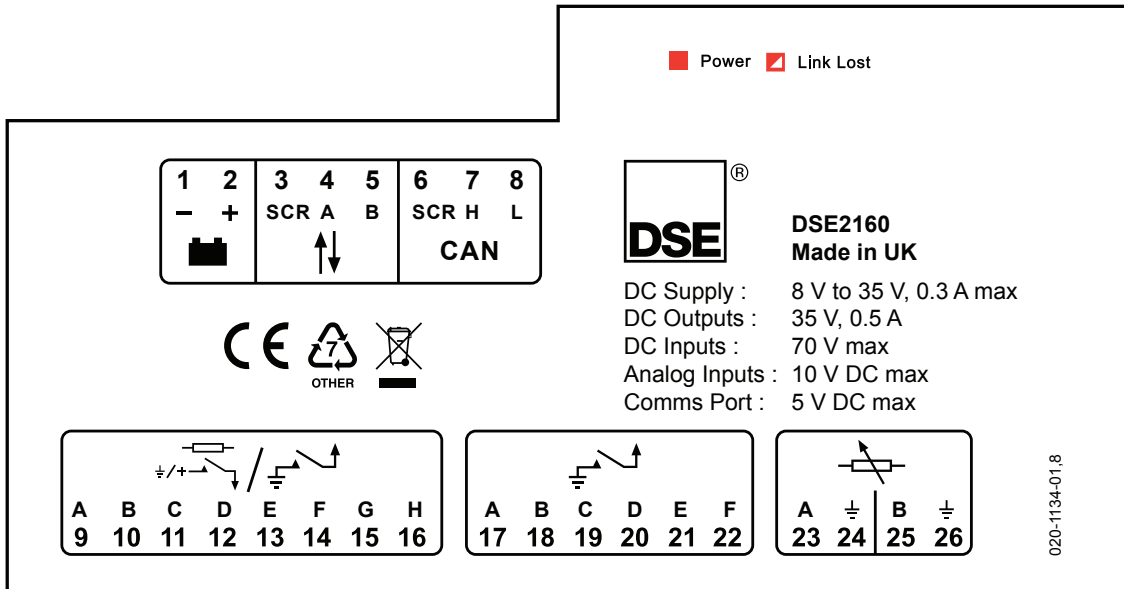 Power Link Lost
1 2 3 4 5 6 7 8
− + SCR A B SCR H L
CAN
DSE ®
DSE2160
Made in UK
DC Supply : 8 V to 35 V, 0.3 A max
DC Outputs : 35 V, 0.5 A
DC Inputs : 70 V max
Analog Inputs : 10 V DC max
Comms Port : 5 V DC max
CE 7
OTHER
/+ /
A B C D E F G H
9 10 11 12 13 14 15 16
A B C D E F
17 18 19 20 21 22
A B
23 24 25 26
020-1134-01,8